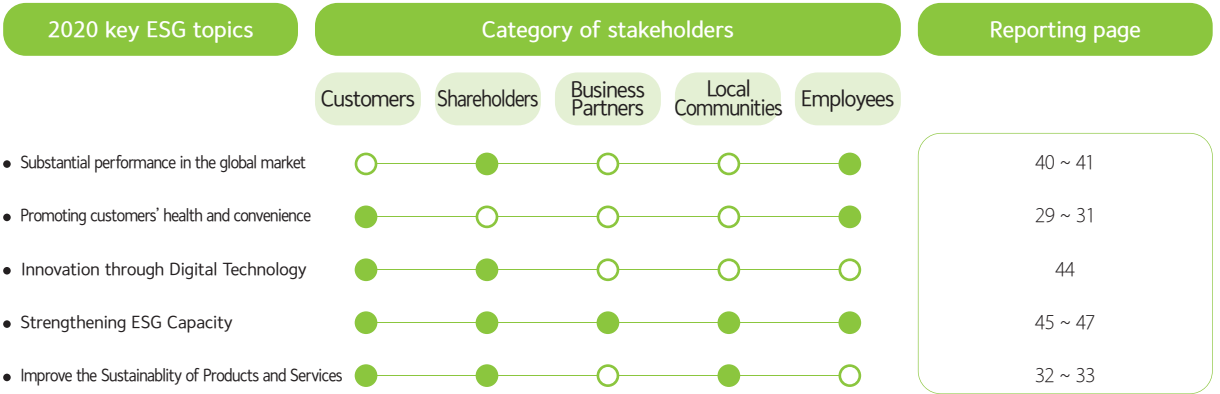 2020 key ESG topics
Category of stakeholders
Reporting page
Customers
Shareholders
Business
Partners
Local
Communities
Employees
• Substantial performance in the global market
40 ~ 41
• Promoting customers' health and convenience
29 ~ 31
• Innovation through Digital Technology
44
• Strengthening ESG Capacity
45 ~ 47
• Improve the Sustainablity of Products and Services
32 ~ 33